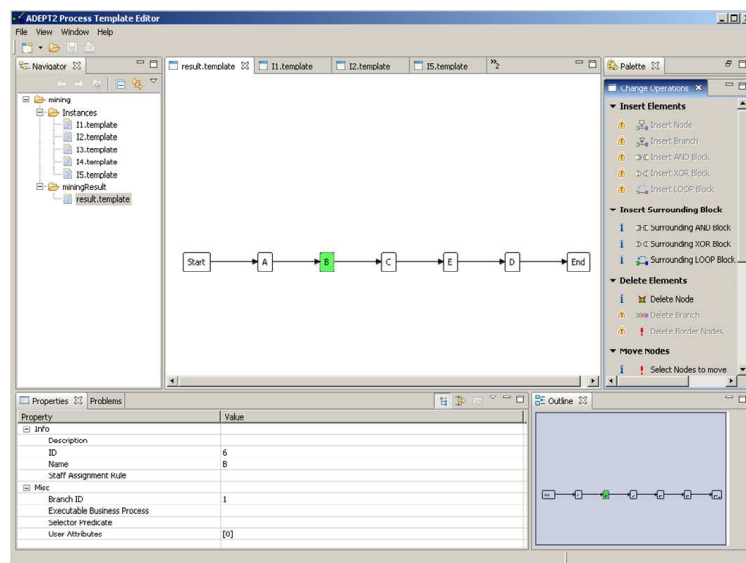 ADEPT2 Process Template Editor
File View Window Help
Navigator
mining
Instances
I1.template
I2.template
I3.template
I4.template
I5.template
miningResult
result.template
result.template I1.template I2.template I5.template »2
Start A B C E D End
Palette
Change Operations
Insert Elements
Insert Node
Insert Branch
Insert AND Block
Insert XOR Block
Insert LOOP Block
Insert Surrounding Block
Surrounding AND Block
Surrounding XOR Block
Surrounding LOOP Block
Delete Elements
Delete Node
Delete Branch
Delete Border Nodes
Move Nodes
Select Nodes to move
Properties Problems
Property Value
Info
Description
ID 6
Name B
Staff Assignment Rule
Misc
Branch ID 1
Executable Business Process
Selector Predicate
User Attributes [0]
Outline